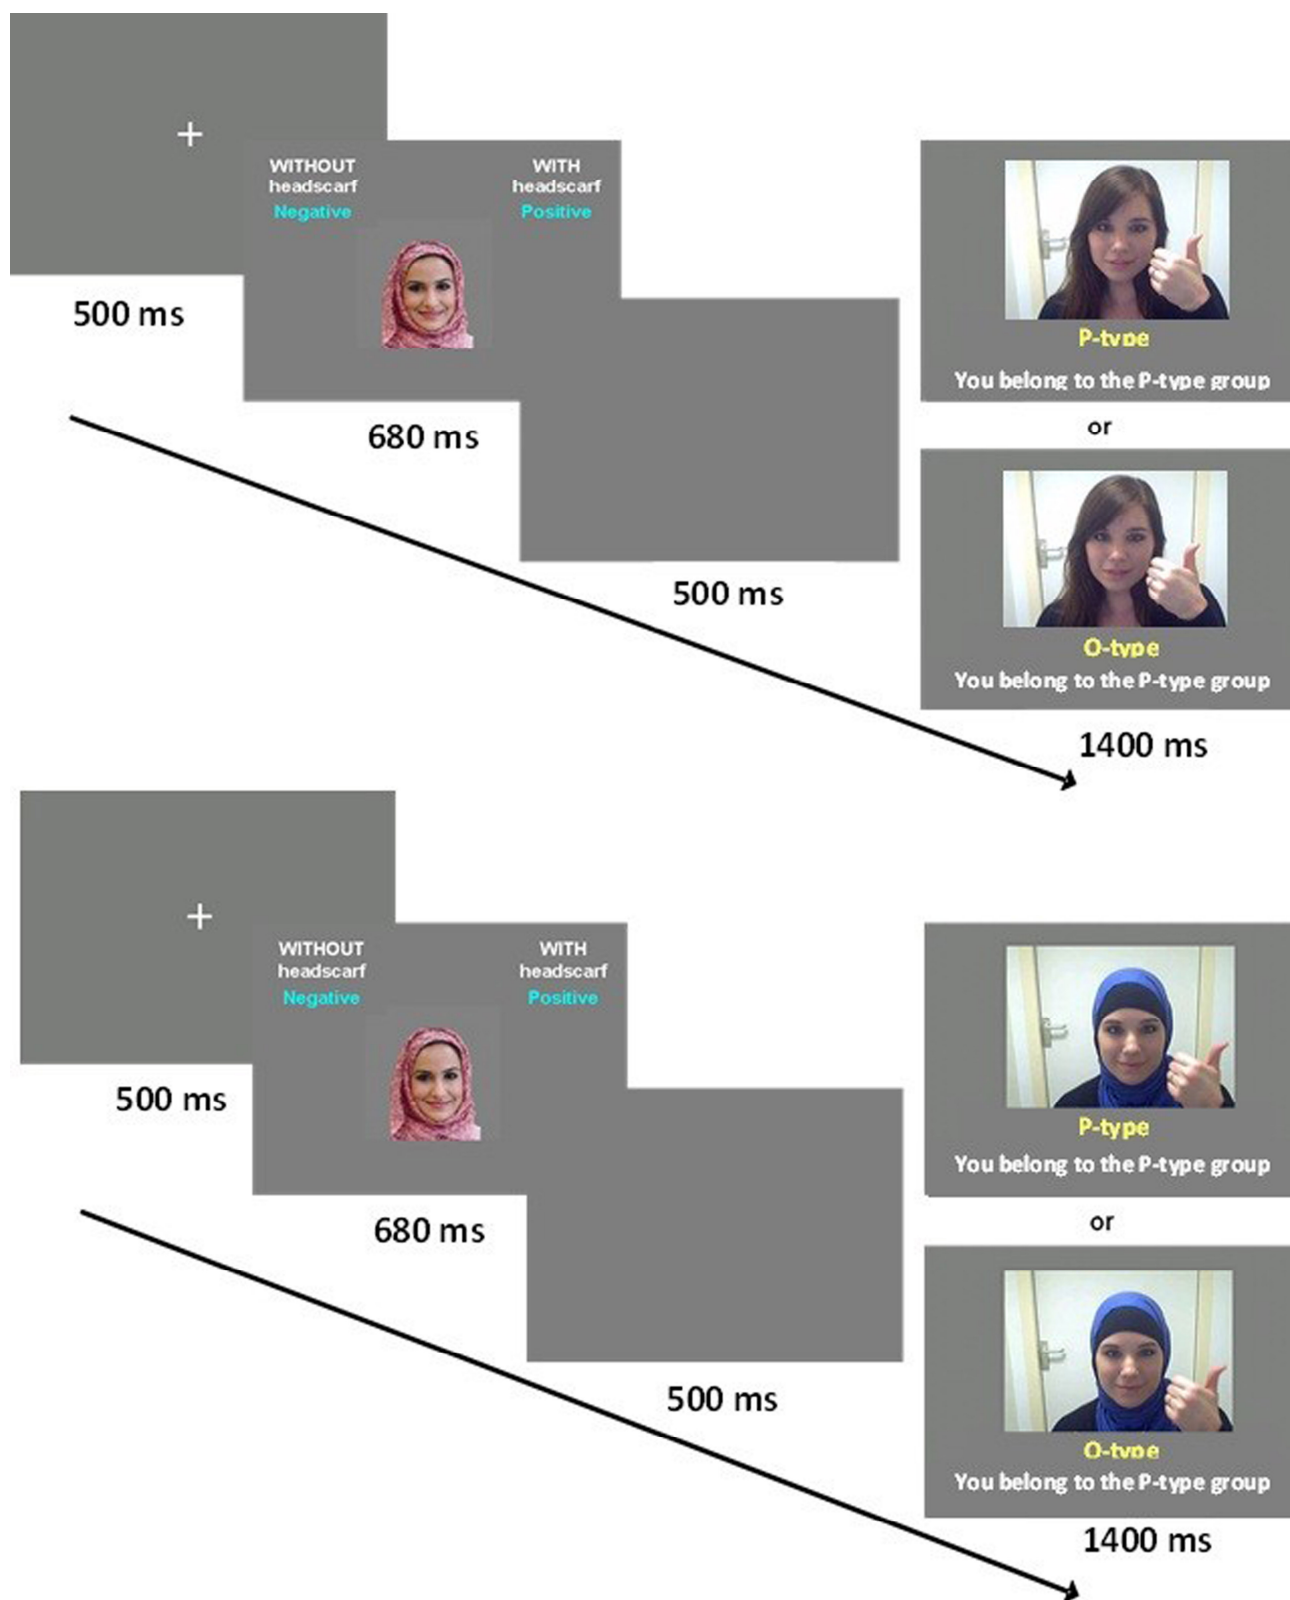 WITHOUT
headscarf
Negative
WITH
headscarf
Positive
500 ms
680 ms
500 ms
P-type
You belong to the P-type group
or
O-type
You belong to the P-type group
1400 ms
WITHOUT
headscarf
Negative
WITH
headscarf
Positive
500 ms
680 ms
500 ms
P-type
You belong to the P-type group
or
O-type
You belong to the P-type group
1400 ms